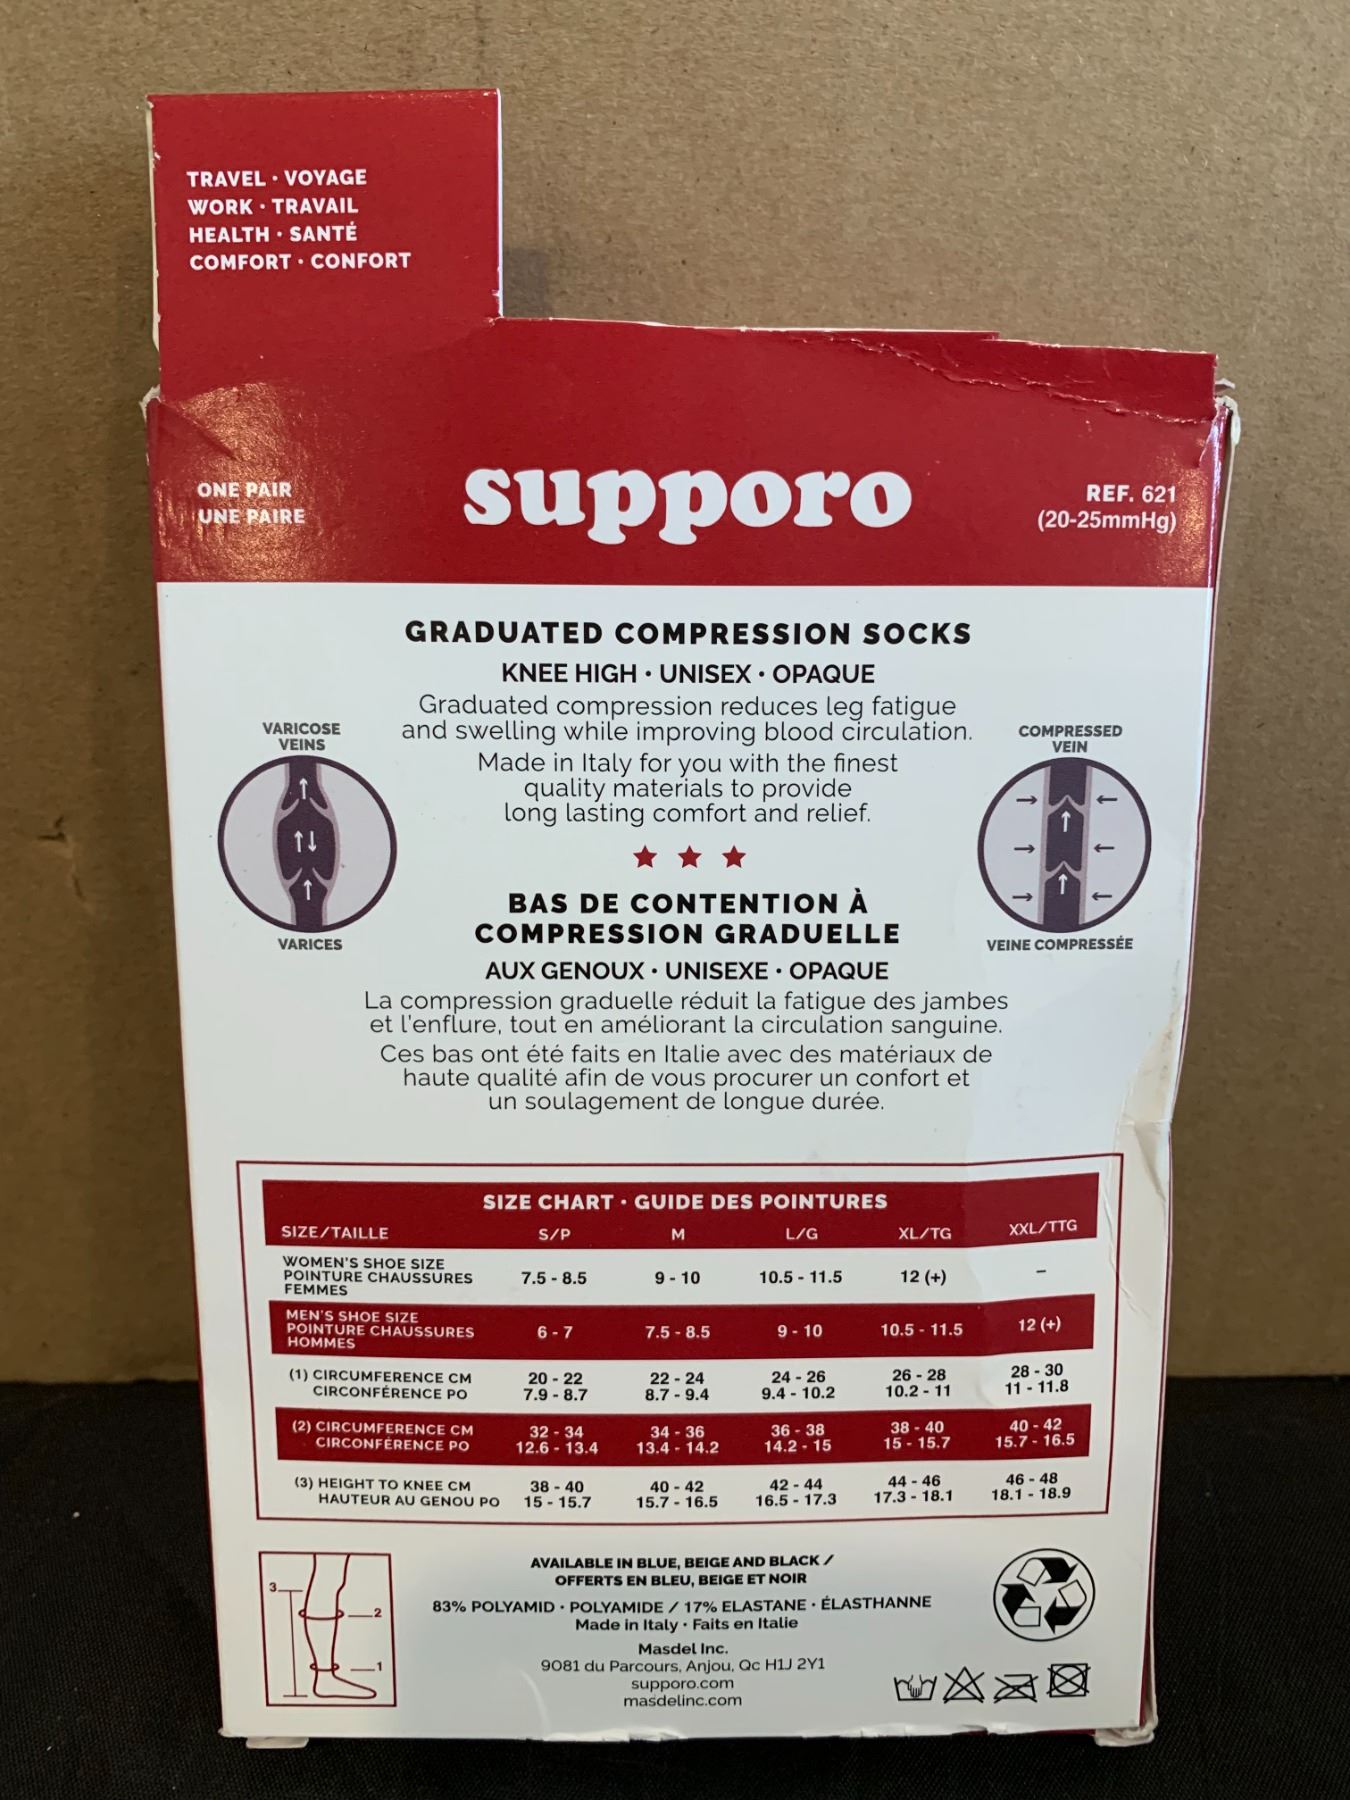 TRAVEL · VOYAGE
WORK · TRAVAIL
HEALTH · SANTÉ
COMFORT · CONFORT
ONE PAIR
UNE PAIRE
supporo
REF. 621
(20-25mmHg)
GRADUATED COMPRESSION SOCKS
KNEE HIGH · UNISEX · OPAQUE
Graduated compression reduces leg fatigue
and swelling while improving blood circulation.
Made in Italy for you with the finest
quality materials to provide
long lasting comfort and relief.
VARICOSE
VEINS
VARICES
COMPRESSED
VEIN
VEINE COMPRESSÉE
BAS DE CONTENTION À
COMPRESSION GRADUELLE
AUX GENOUX · UNISEXE · OPAQUE
La compression graduelle réduit la fatigue des jambes
et l'enflure, tout en améliorant la circulation sanguine.
Ces bas ont été faits en Italie avec des matériaux de
haute qualité afin de vous procurer un confort et
un soulagement de longue durée.
SIZE CHART · GUIDE DES POINTURES
SIZE/TAILLE S/P M L/G XL/TG XXL/TTG
WOMEN'S SHOE SIZE
POINTURE CHAUSSURES
FEMMES
7.5 - 8.5 9 - 10 10.5 - 11.5 12 (+) –
MEN'S SHOE SIZE
POINTURE CHAUSSURES
HOMMES
6 - 7 7.5 - 8.5 9 - 10 10.5 - 11.5 12 (+)
(1) CIRCUMFERENCE CM 20 - 22 22 - 24 24 - 26 26 - 28 28 - 30
CIRCONFÉRENCE PO 7.9 - 8.7 8.7 - 9.4 9.4 - 10.2 10.2 - 11 11 - 11.8
(2) CIRCUMFERENCE CM 32 - 34 34 - 36 36 - 38 38 - 40 40 - 42
CIRCONFÉRENCE PO 12.6 - 13.4 13.4 - 14.2 14.2 - 15 15 - 15.7 15.7 - 16.5
(3) HEIGHT TO KNEE CM 38 - 40 40 - 42 42 - 44 44 - 46 46 - 48
HAUTEUR AU GENOU PO 15 - 15.7 15.7 - 16.5 16.5 - 17.3 17.3 - 18.1 18.1 - 18.9
3
2
1
AVAILABLE IN BLUE, BEIGE AND BLACK /
OFFERTS EN BLEU, BEIGE ET NOIR
83% POLYAMID · POLYAMIDE / 17% ELASTANE · ÉLASTHANNE
Made in Italy · Faits en Italie
Masdel Inc.
9081 du Parcours, Anjou, Qc H1J 2Y1
supporo.com
masdelinc.com